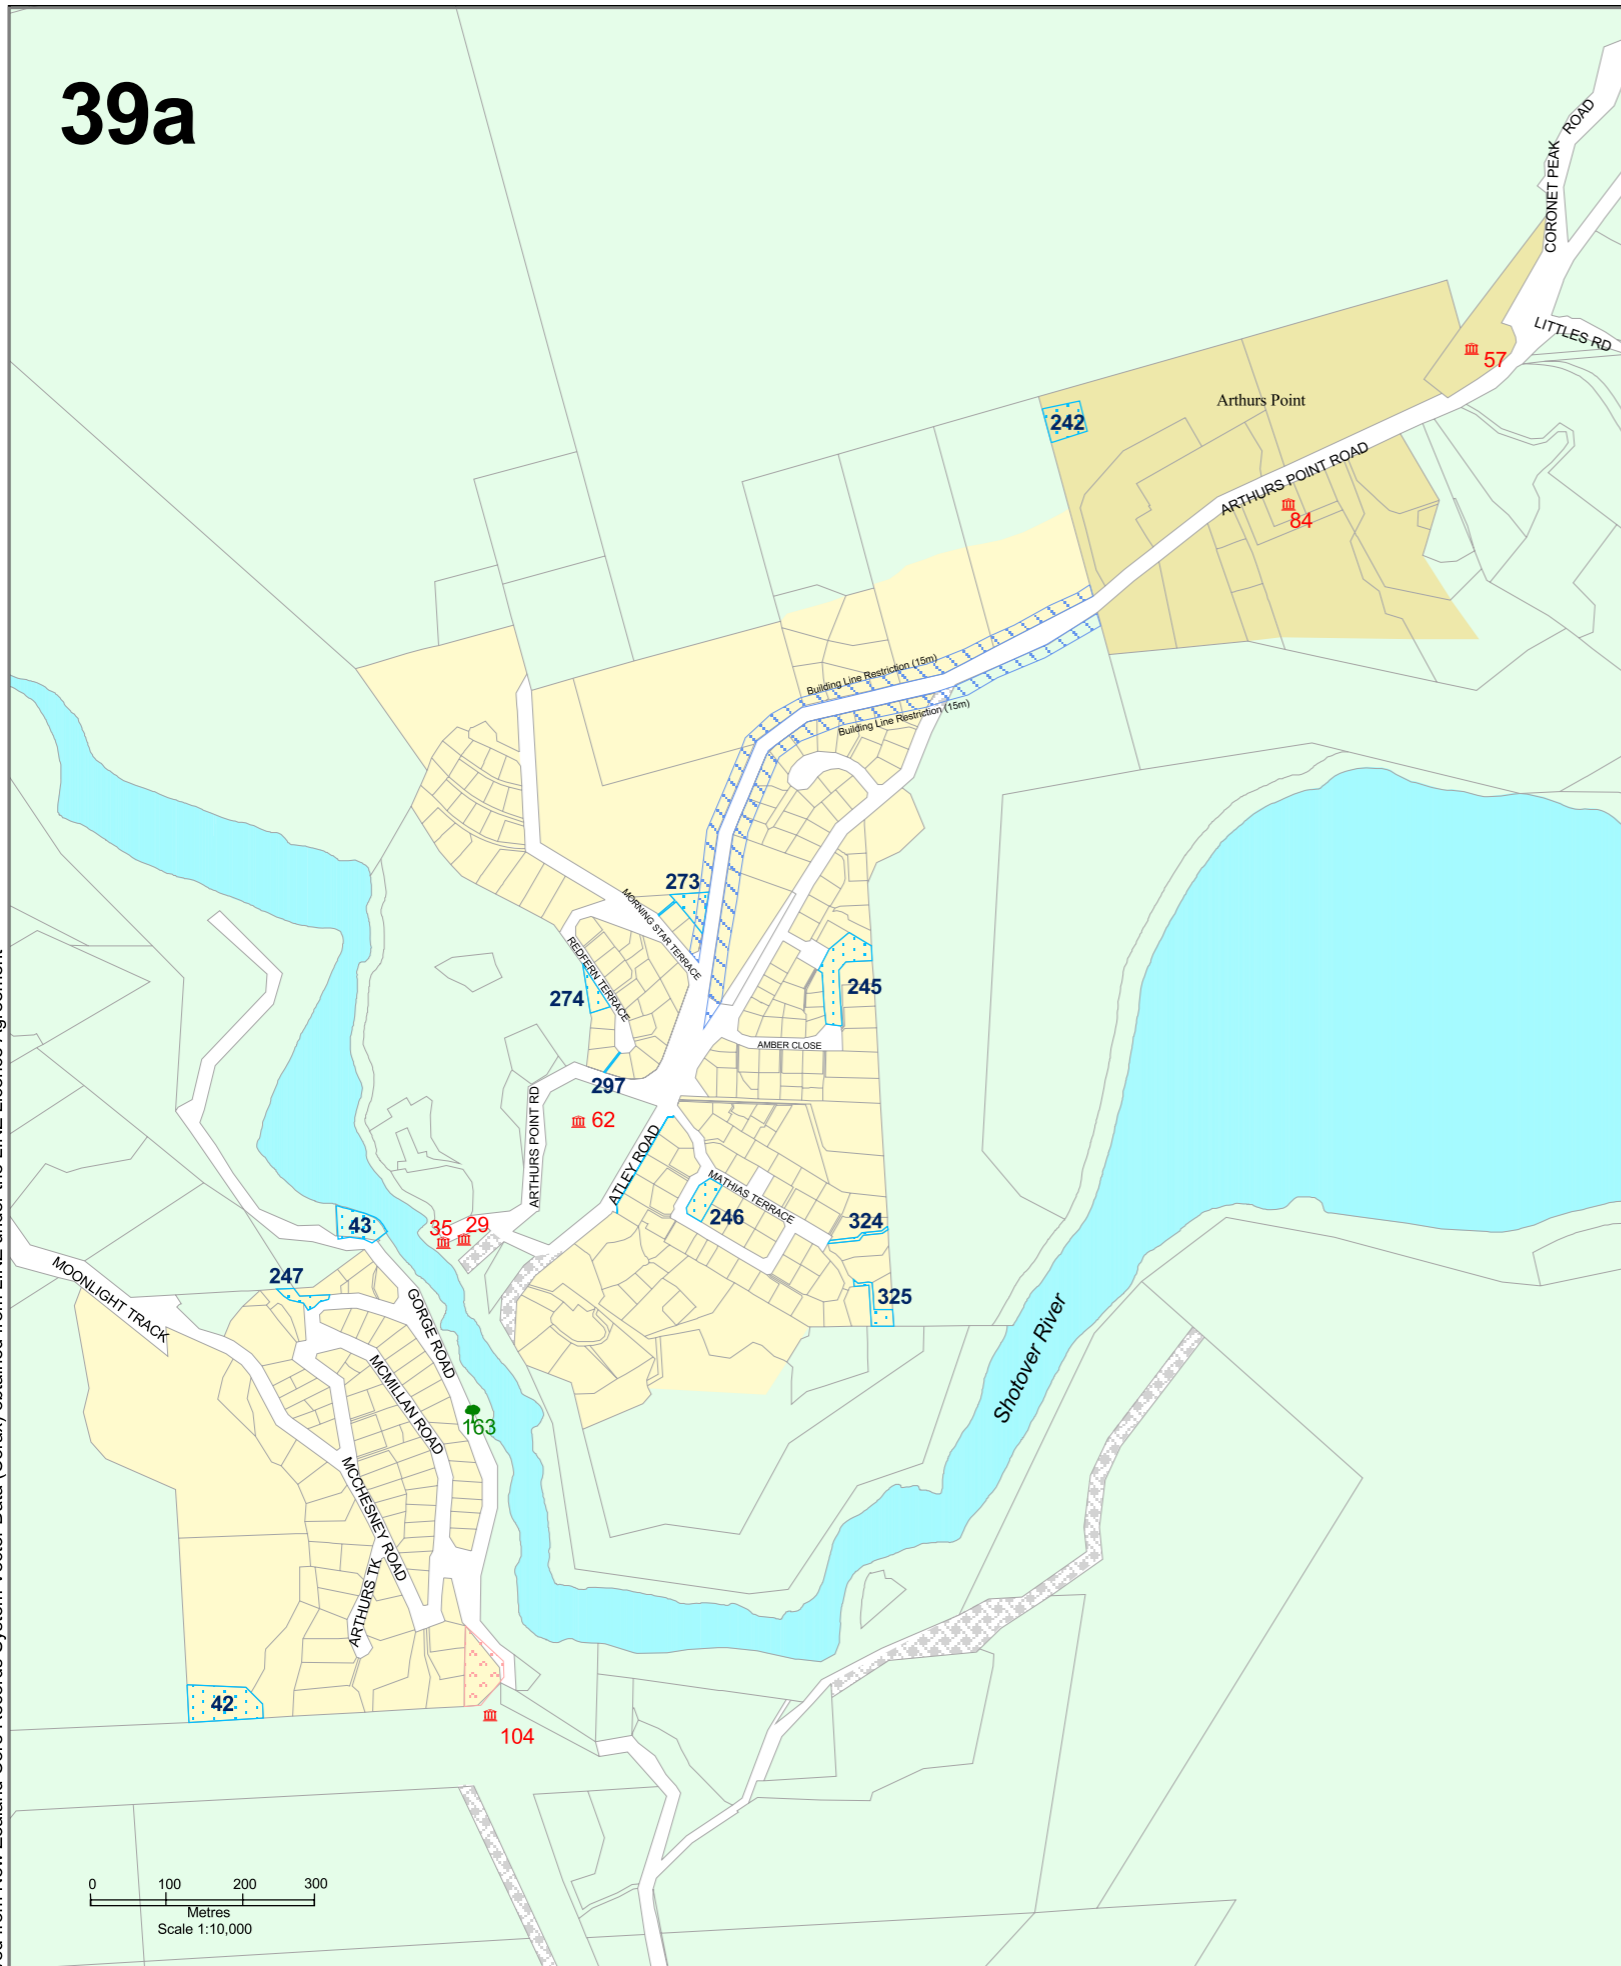 39a
CORONET PEAK ROAD
LITTLES RD
57
Arthurs Point
242
ARTHURS POINT ROAD
84
Building Line Restriction (15m)
Building Line Restriction (15m)
273
MORNING STAR TERRACE
REDFERN TERRACE
274
245
AMBER CLOSE
297
62
ARTHURS POINT RD
ATLEY ROAD
MATHIAS TERRACE
246
324
43
35
29
247
325
MOONLIGHT TRACK
GORGE ROAD
Shotover River
MCMILLAN ROAD
163
MCCHESNEY ROAD
ARTHURS TK
42
104
0 100 200 300
Metres
Scale 1:10,000